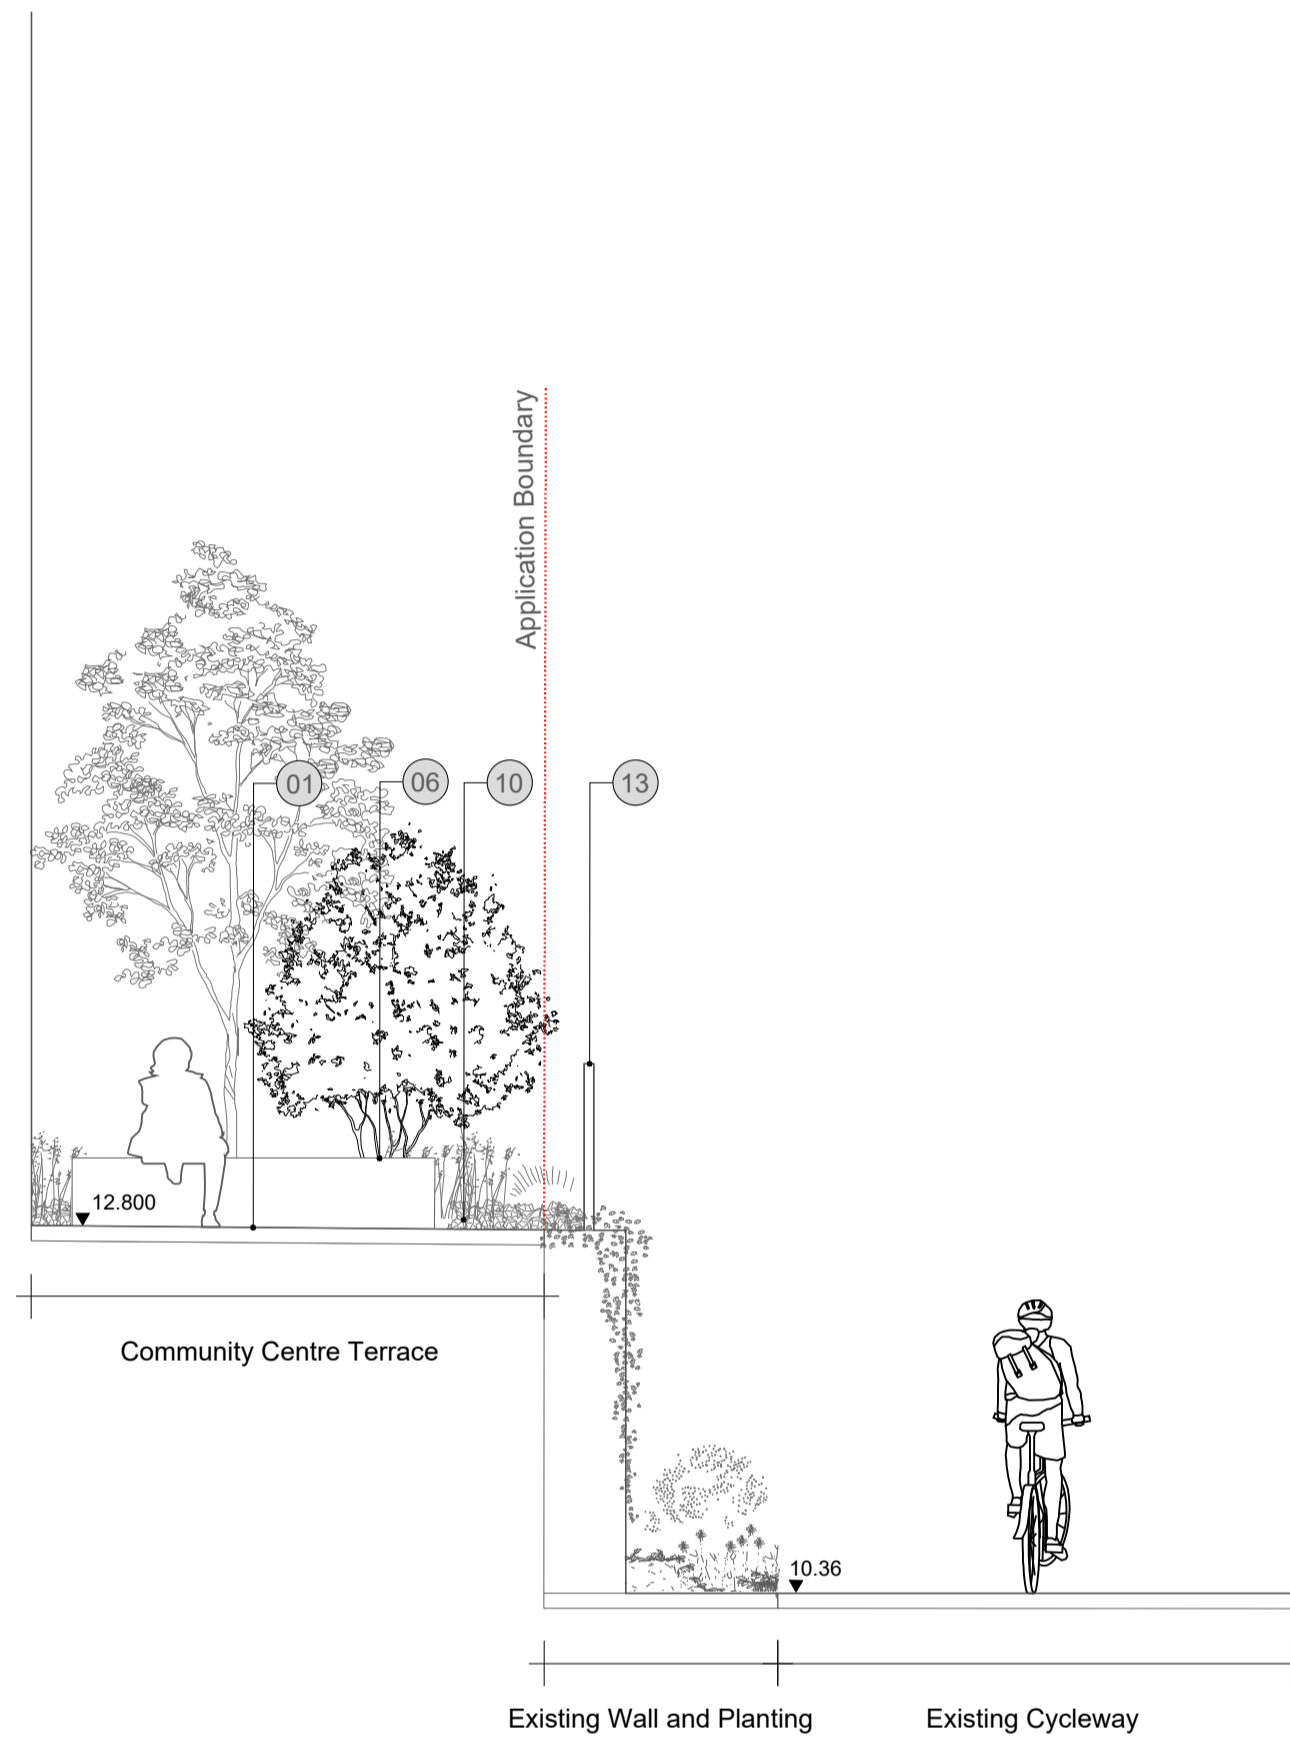 Application Boundary
01
06
10
13
12.800
Community Centre Terrace
10.36
Existing Wall and Planting
Existing Cycleway